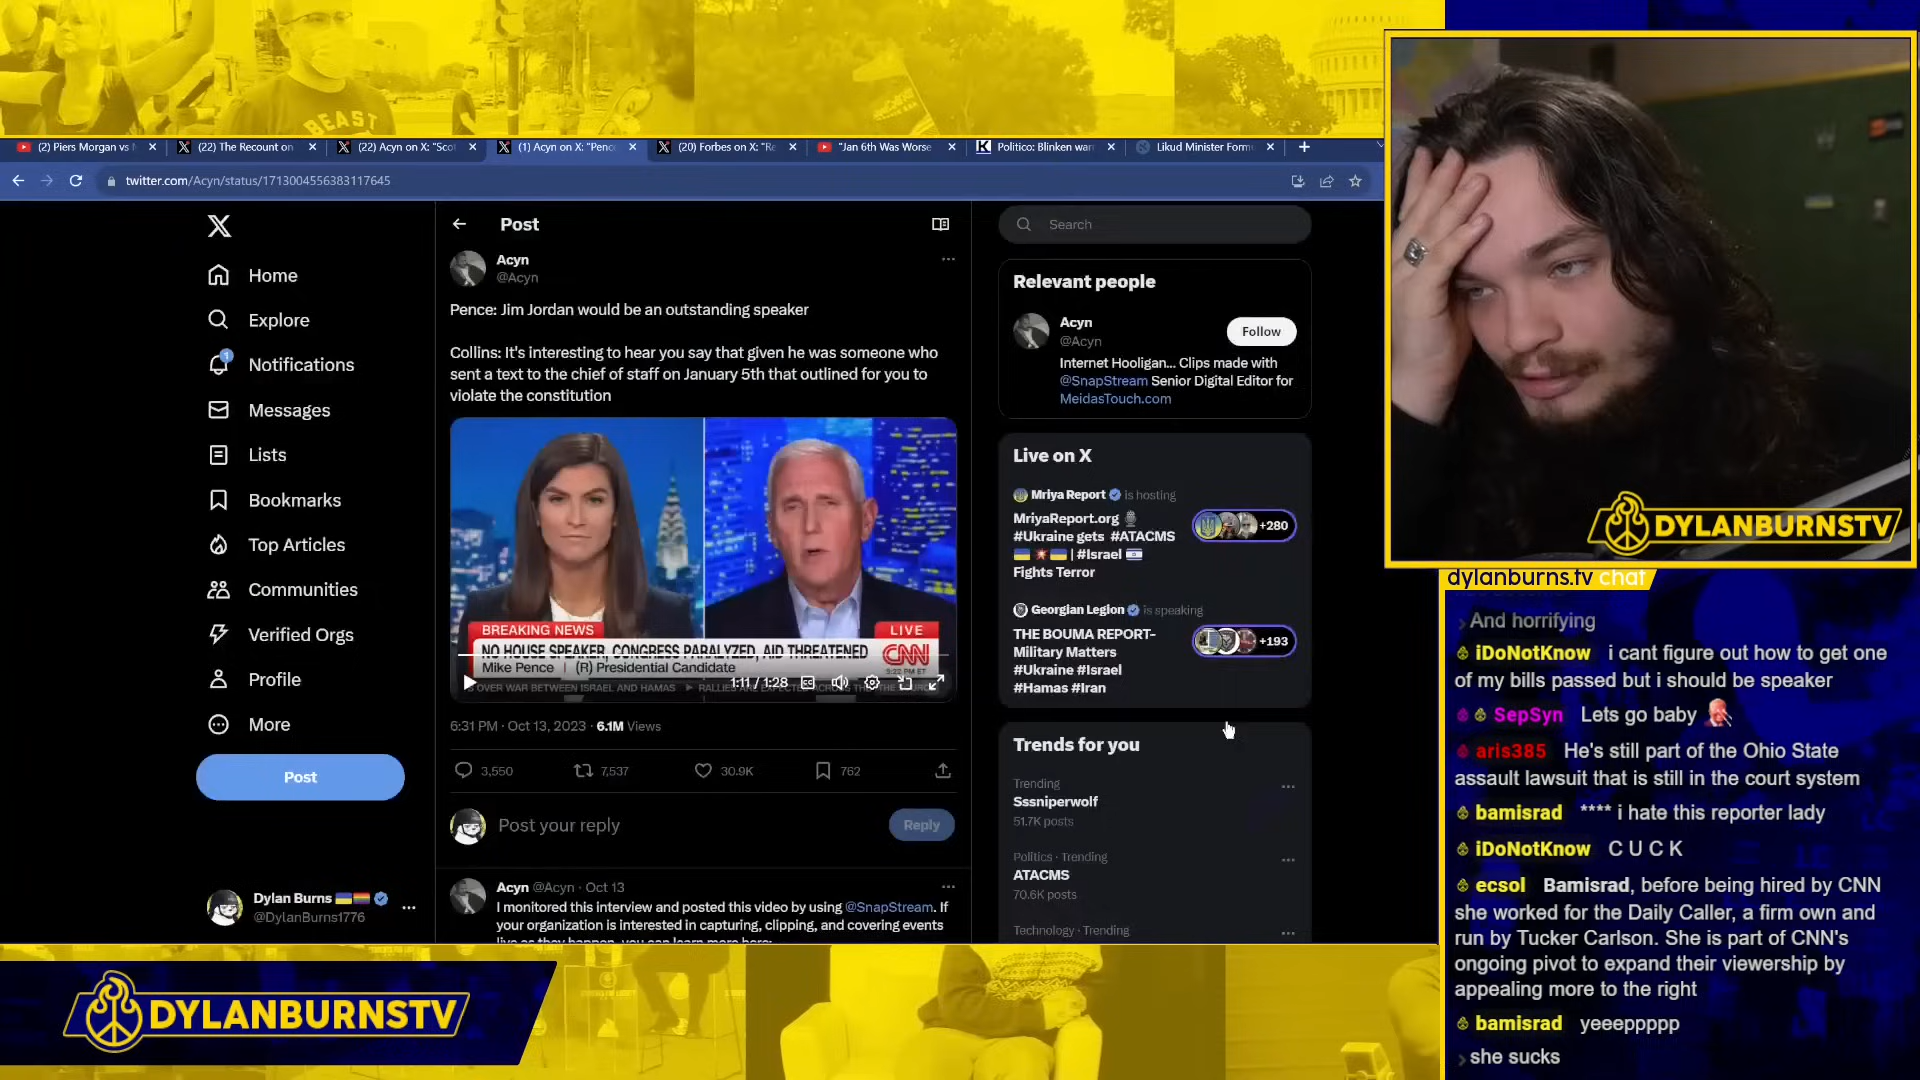 BEAST
(2) Piers Morgan vs
(22) The Recount on
(22) Acyn on X: "Sco
(1) Acyn on X: "Penc
(20) Forbes on X: "Re
"Jan 6th Was Worse
Politico: Blinken war
Likud Minister Form
twitter.com/Acyn/status/1713004556383117645
Home
Explore
1
Notifications
Messages
Lists
Bookmarks
Top Articles
Communities
Verified Orgs
Profile
More
Post
Dylan Burns
@DylanBurns1776
Post
Acyn
@Acyn
Pence: Jim Jordan would be an outstanding speaker
Collins: It's interesting to hear you say that given he was someone who
sent a text to the chief of staff on January 5th that outlined for you to
violate the constitution
BREAKING NEWS
LIVE
NO HOUSE SPEAKER, CONGRESS PARALYZED, AID THREATENED
Mike Pence | (R) Presidential Candidate
CNN
5:22 PM ET
1:11 / 1:28
OVER WAR BETWEEN ISRAEL AND HAMAS
6:31 PM · Oct 13, 2023 · 6.1M Views
3,550
7,537
30.9K
762
Post your reply
Reply
Acyn @Acyn · Oct 13
I monitored this interview and posted this video by using @SnapStream. If
your organization is interested in capturing, clipping, and covering events
Search
Relevant people
Acyn
@Acyn
Follow
Internet Hooligan... Clips made with
@SnapStream Senior Digital Editor for
MeidasTouch.com
Live on X
Mriya Report is hosting
MriyaReport.org
#Ukraine gets #ATACMS
| #Israel
Fights Terror
+280
Georgian Legion is speaking
THE BOUMA REPORT-
Military Matters
#Ukraine #Israel
#Hamas #Iran
+193
Trends for you
Trending
Sssniperwolf
51.7K posts
Politics · Trending
ATACMS
70.6K posts
Technology · Trending
DYLANBURNSTV
dylanburns.tv chat
And horrifying
iDoNotKnow i cant figure out how to get one
of my bills passed but i should be speaker
SepSyn Lets go baby
aris385 He's still part of the Ohio State
assault lawsuit that is still in the court system
bamisrad **** i hate this reporter lady
iDoNotKnow C U C K
ecsol Bamisrad, before being hired by CNN
she worked for the Daily Caller, a firm own and
run by Tucker Carlson. She is part of CNN's
ongoing pivot to expand their viewership by
appealing more to the right
bamisrad yeeeppppp
she sucks
DYLANBURNSTV